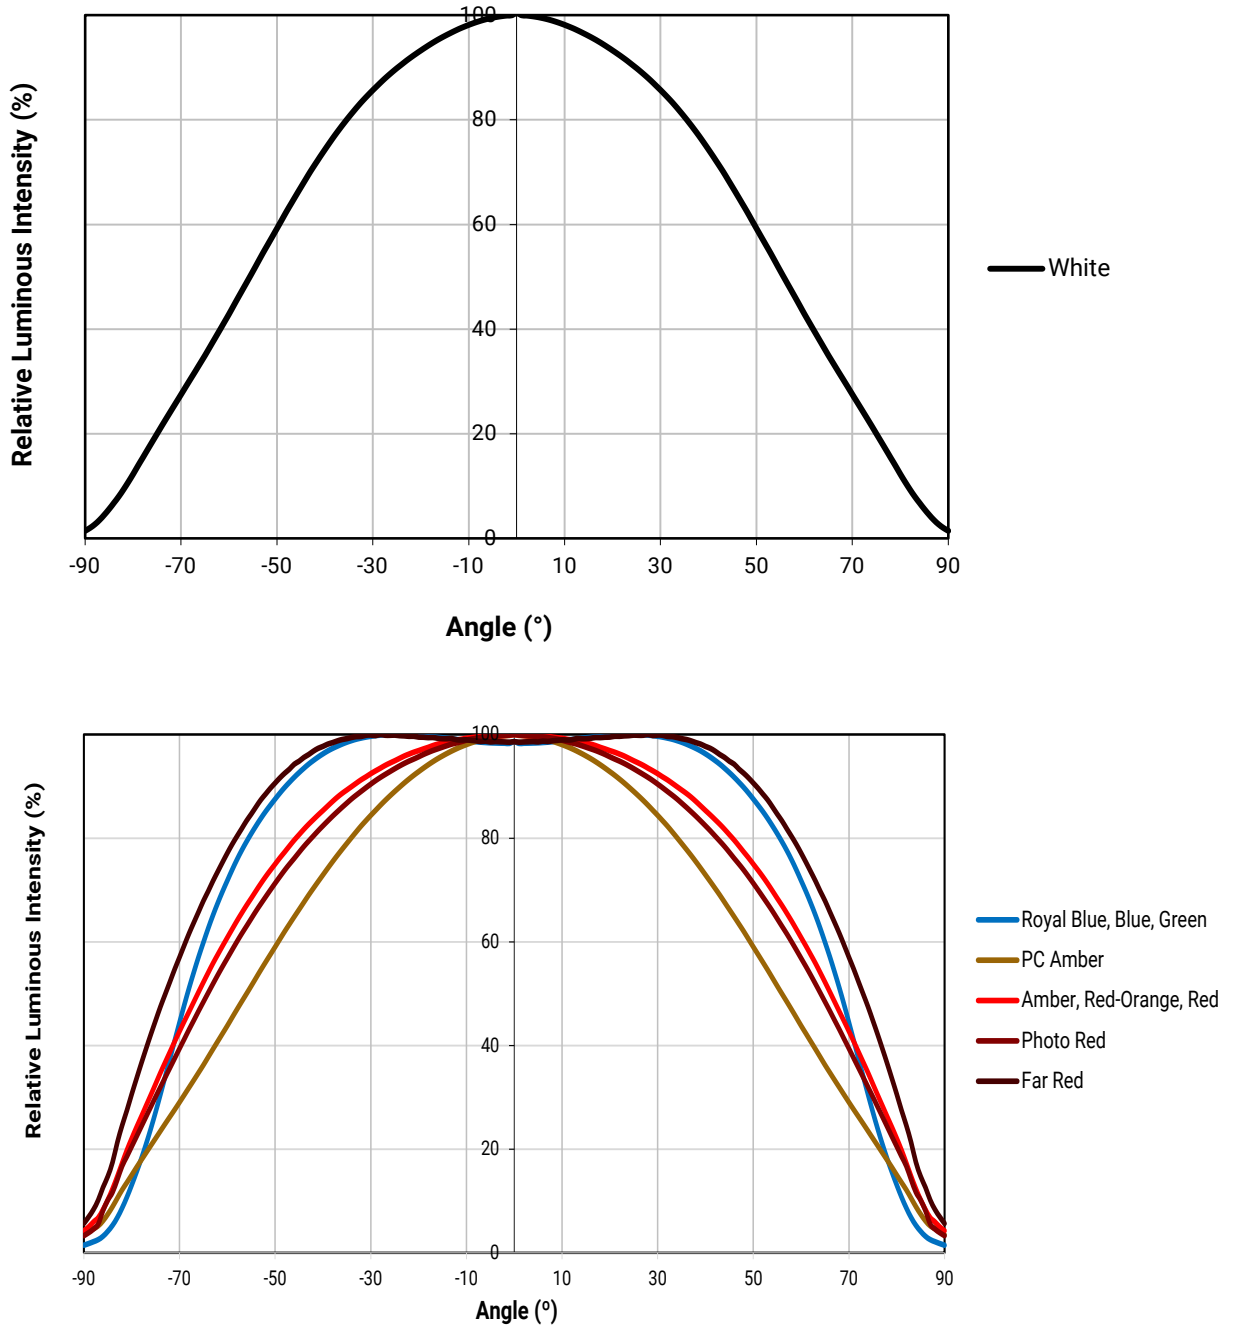 Relative Luminous Intensity (%)
100
80
60
40
20
0
-90 -70 -50 -30 -10 10 30 50 70 90
Angle (°)
White
Relative Luminous Intensity (%)
100
80
60
40
20
0
-90 -70 -50 -30 -10 10 30 50 70 90
Angle (º)
Royal Blue, Blue, Green
PC Amber
Amber, Red-Orange, Red
Photo Red
Far Red